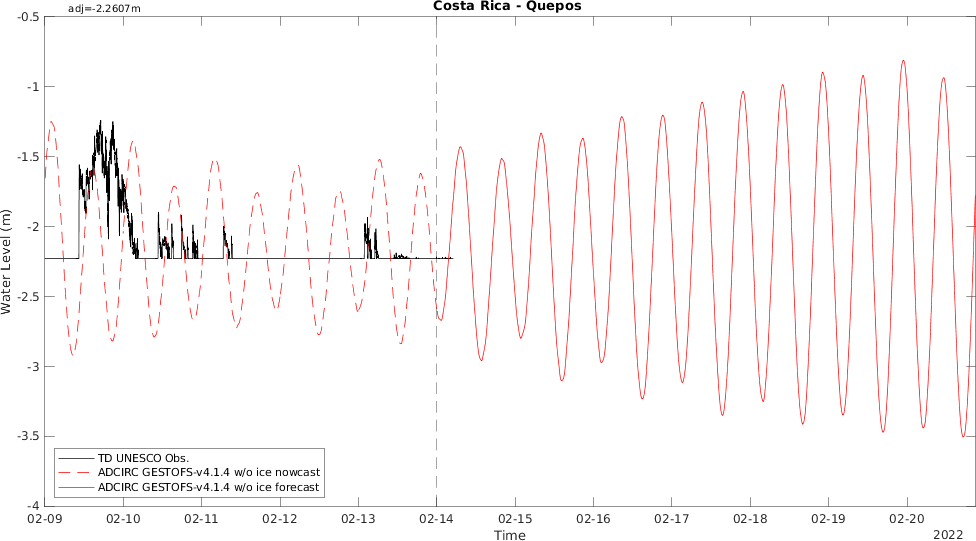 Costa Rica - Quepos
adj=-2.2607m
Water Level (m)
-0.5
-1
-1.5
-2
-2.5
-3
-3.5
-4
TD UNESCO Obs.
ADCIRC GESTOFS-v4.1.4 w/o ice nowcast
ADCIRC GESTOFS-v4.1.4 w/o ice forecast
02-09 02-10 02-11 02-12 02-13 02-14 02-15 02-16 02-17 02-18 02-19 02-20
Time
2022